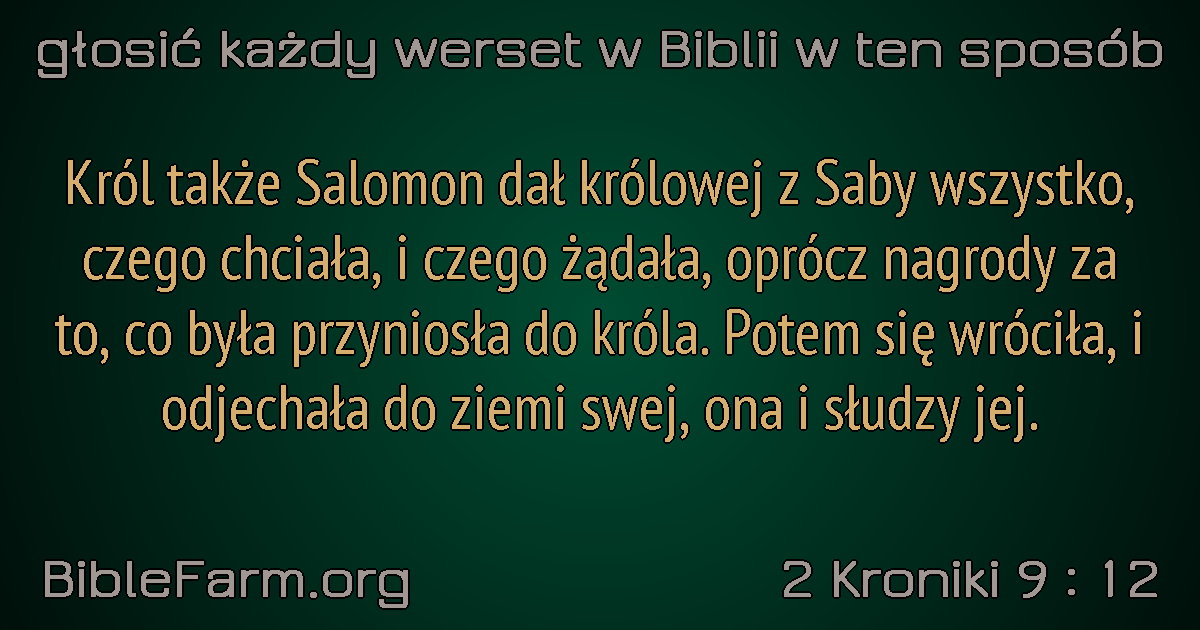 głosić każdy werset w Biblii w ten sposób
Król także Salomon dał królowej z Saby wszystko,
czego chciała, i czego żądała, oprócz nagrody za
to, co była przyniosła do króla. Potem się wróciła, i
odjechała do ziemi swej, ona i słudzy jej.
BibleFarm.org
2 Kroniki 9 : 12